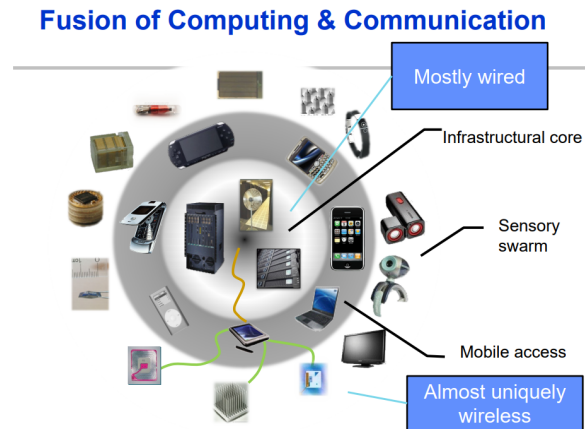 Fusion of Computing & Communication
Mostly wired
Infrastructural core
Sensory
swarm
Mobile access
Almost uniquely
wireless